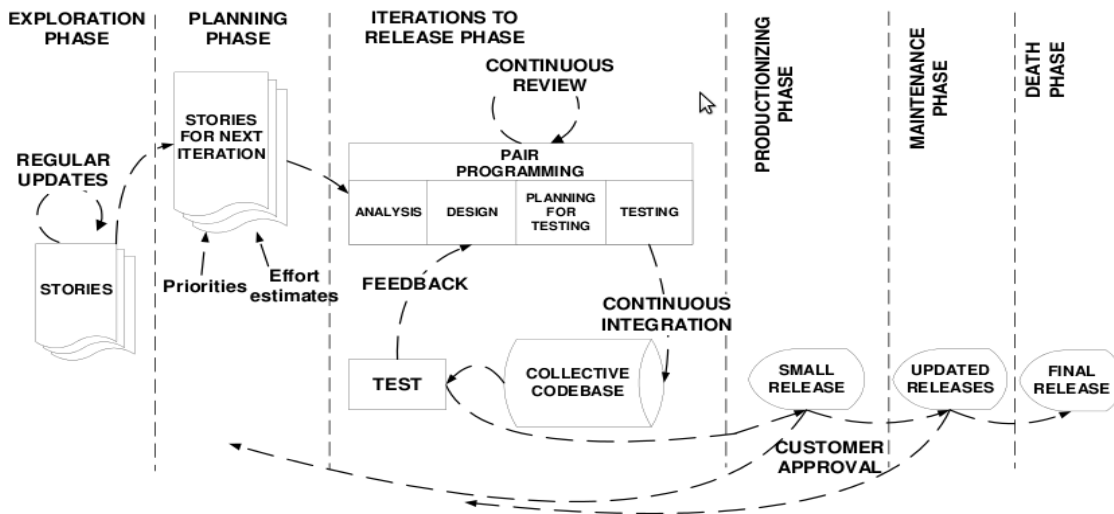 EXPLORATION
PHASE
PLANNING
PHASE
ITERATIONS TO
RELEASE PHASE
PRODUCTIONIZING
PHASE
MAINTENANCE
PHASE
DEATH
PHASE
CONTINUOUS
REVIEW
STORIES
FOR NEXT
ITERATION
REGULAR
UPDATES
PAIR
PROGRAMMING
ANALYSIS
DESIGN
PLANNING
FOR
TESTING
TESTING
STORIES
Priorities
Effort
estimates
FEEDBACK
CONTINUOUS
INTEGRATION
TEST
COLLECTIVE
CODEBASE
SMALL
RELEASE
UPDATED
RELEASES
FINAL
RELEASE
CUSTOMER
APPROVAL